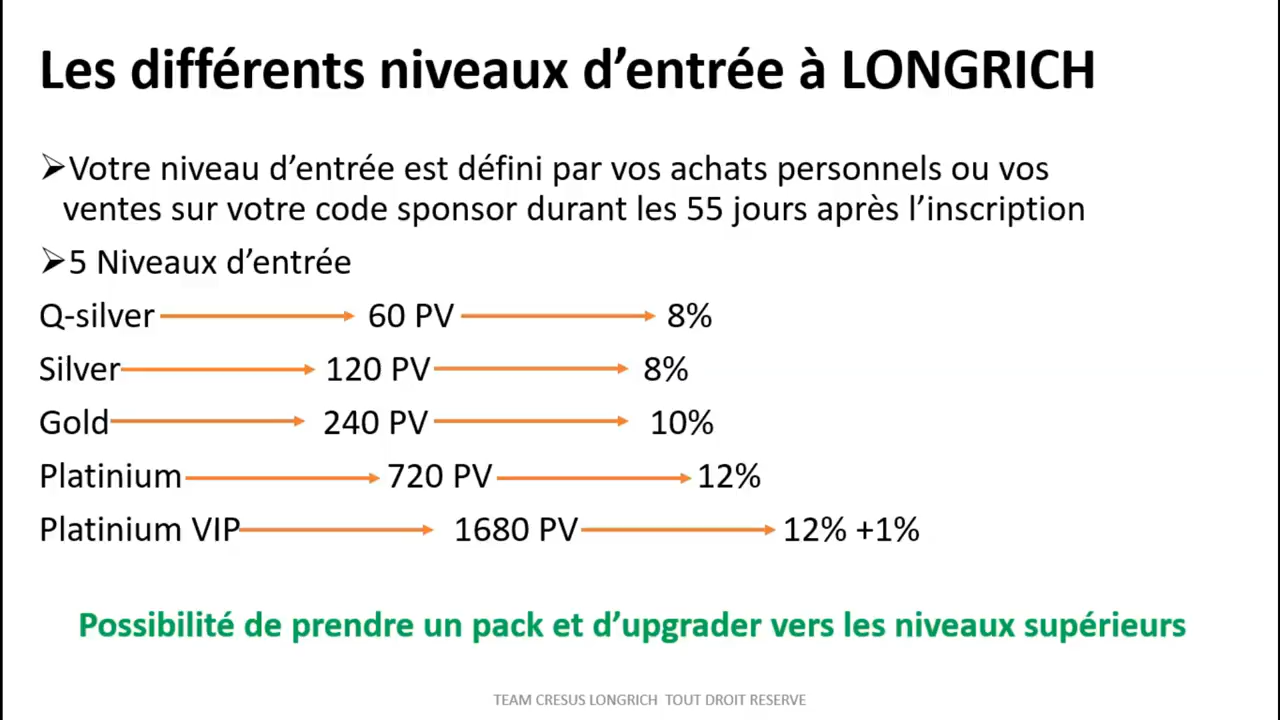 Les différents niveaux d’entrée à LONGRICH
➢Votre niveau d’entrée est défini par vos achats personnels ou vos
ventes sur votre code sponsor durant les 55 jours après l’inscription
➢5 Niveaux d’entrée
Q-silver 60 PV 8%
Silver 120 PV 8%
Gold 240 PV 10%
Platinium 720 PV 12%
Platinium VIP 1680 PV 12% +1%
Possibilité de prendre un pack et d’upgrader vers les niveaux supérieurs
TEAM CRESUS LONGRICH TOUT DROIT RESERVE